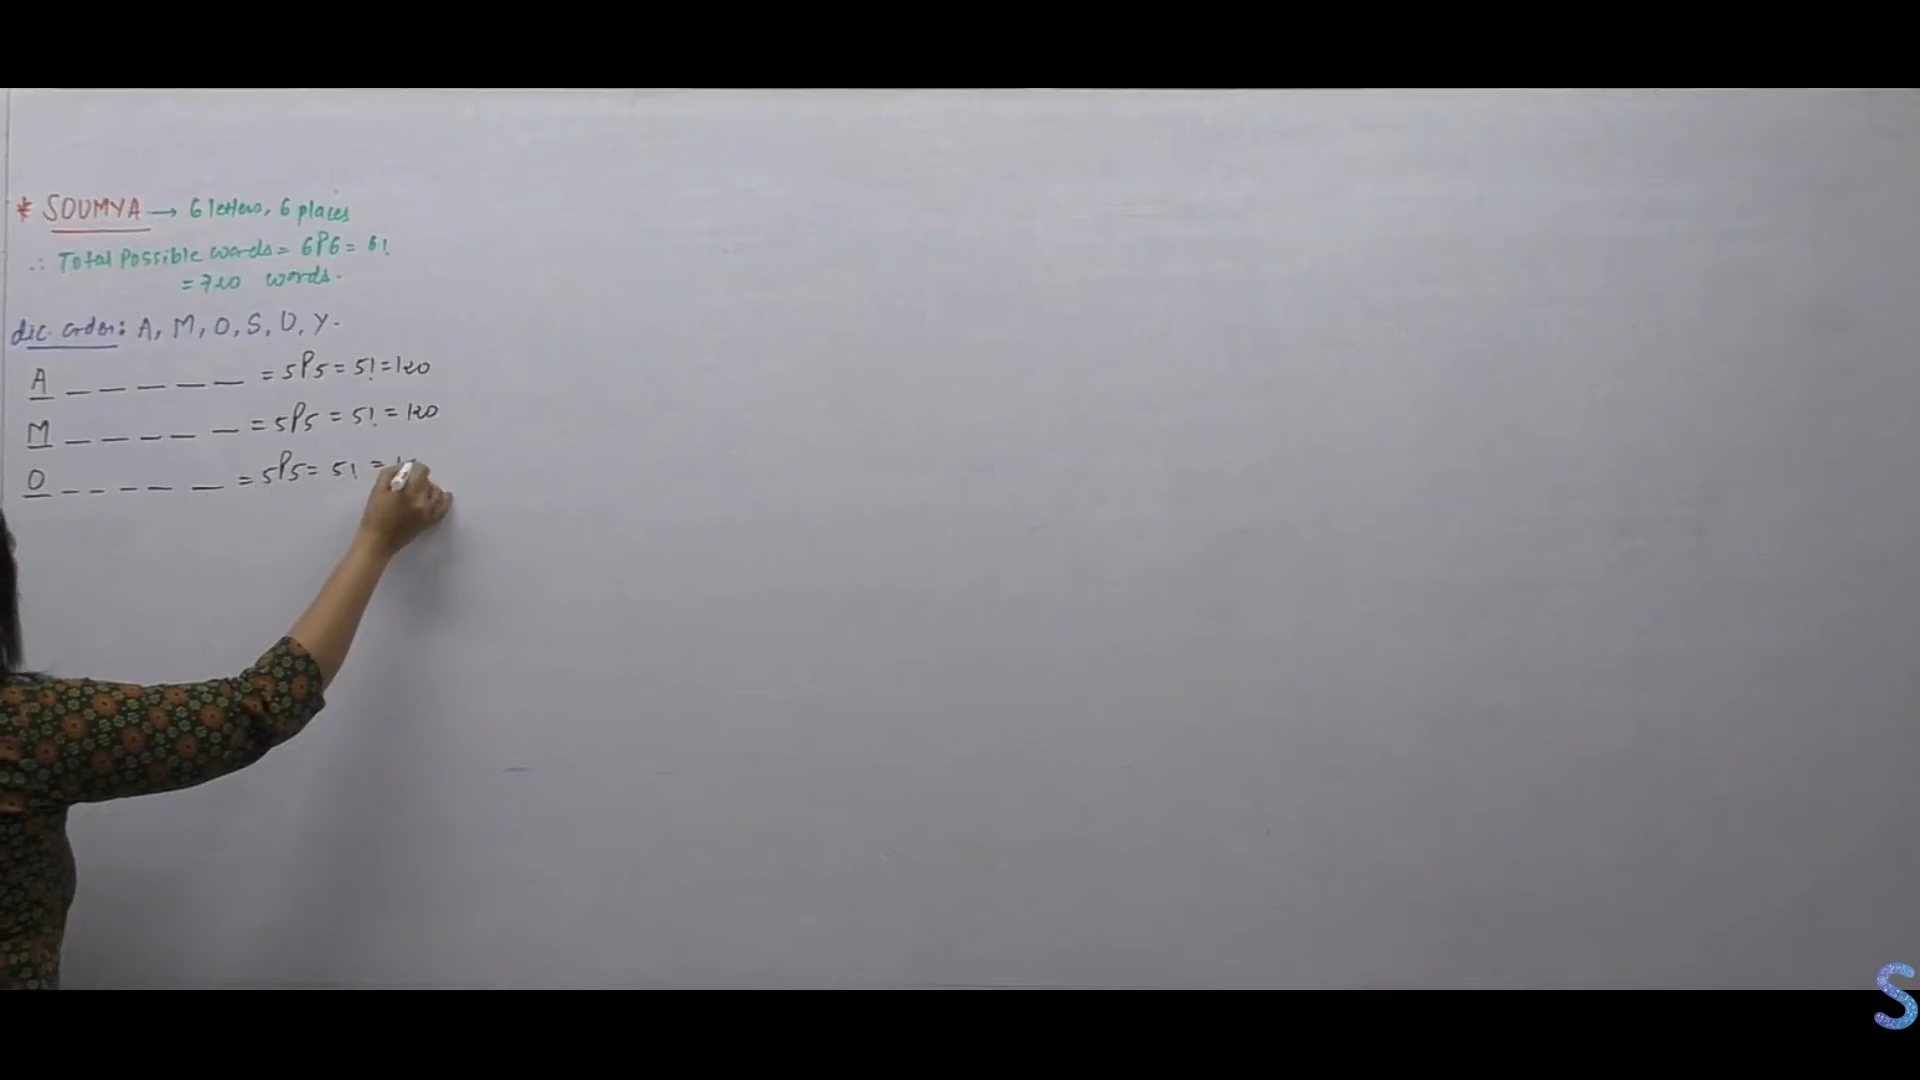 * SOUMYA → 6 letters, 6 places
∴ Total Possible words = 6P6 = 6!
= 720 words.
dic. order: A, M, O, S, U, Y.
A _ _ _ _ _ = 5P5 = 5! = 120
M _ _ _ _ _ = 5P5 = 5! = 120
O _ _ _ _ _ = 5P5 = 5! =
S